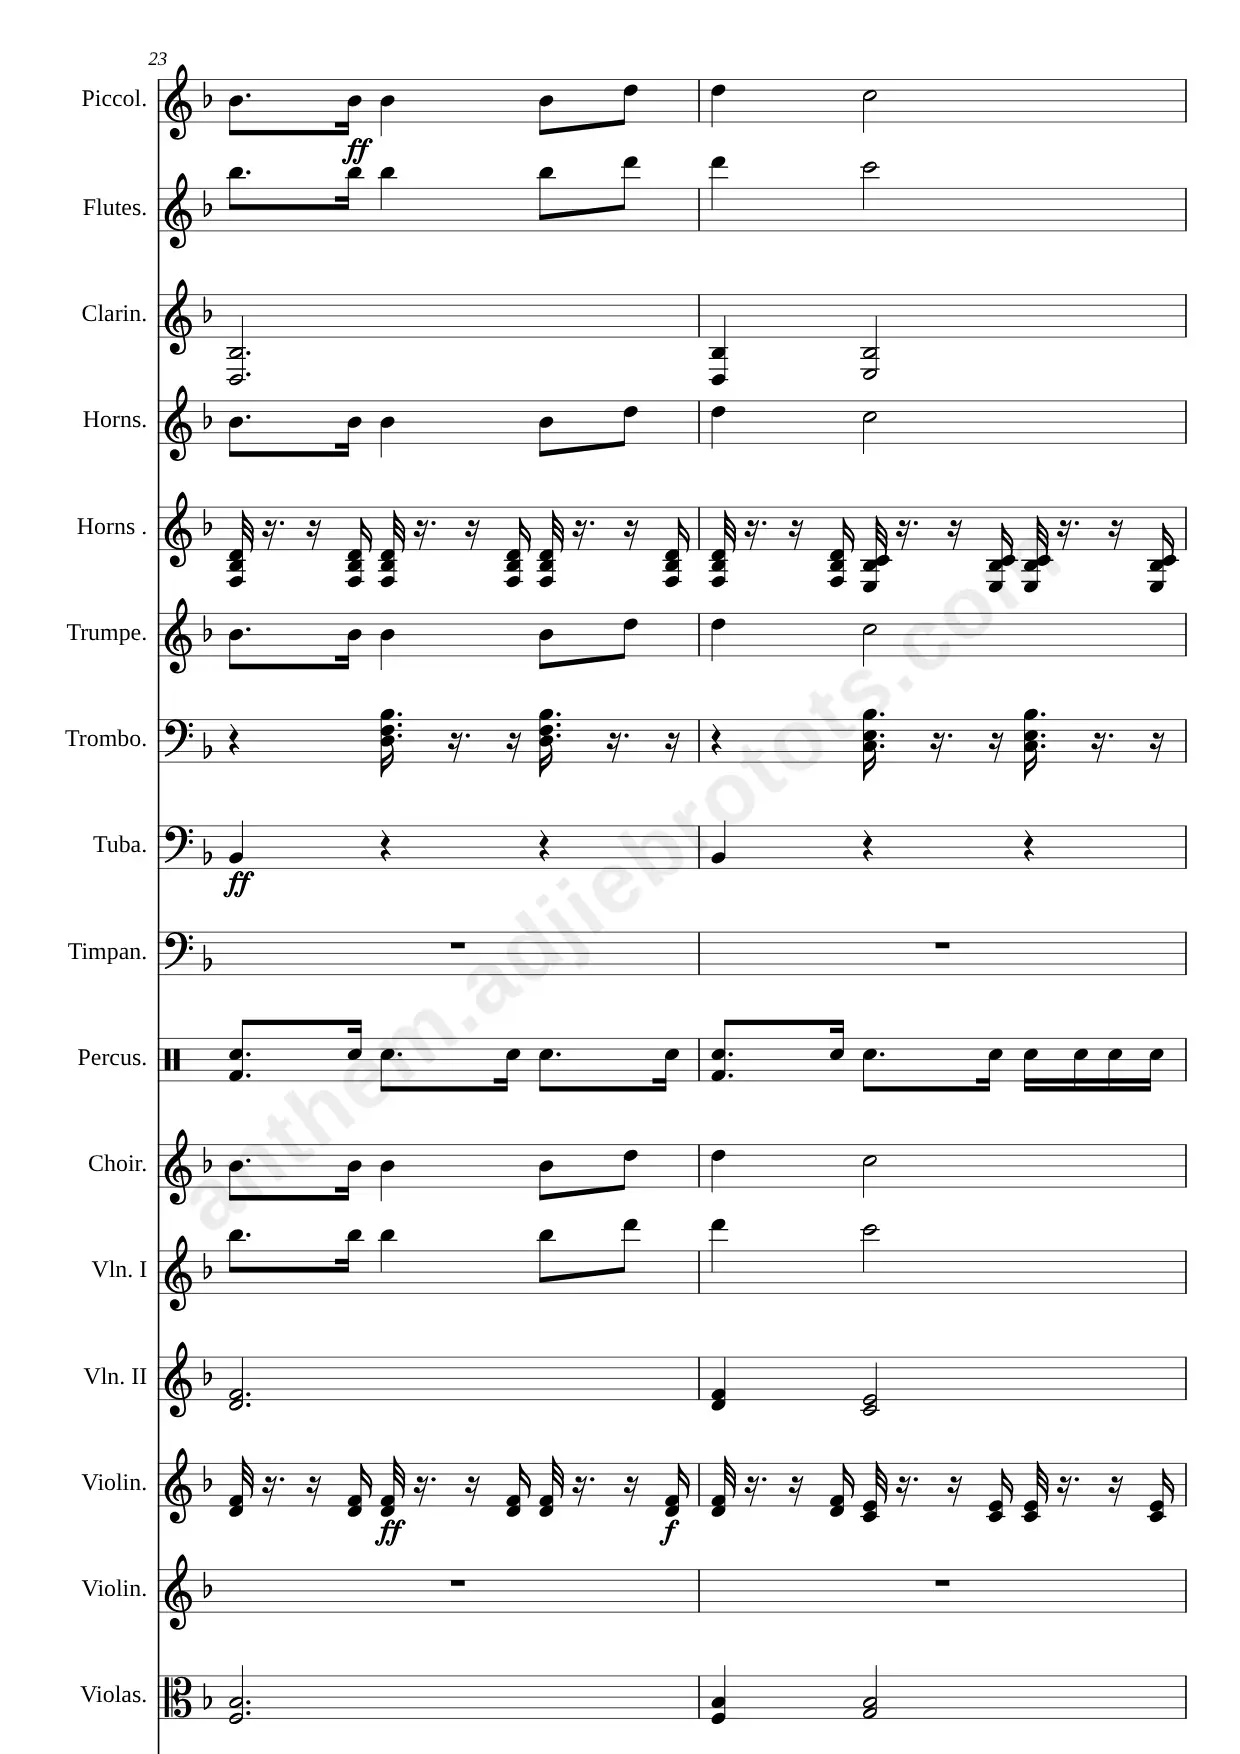 23
Piccol.
ff
Flutes.
Clarin.
Horns.
Horns .
Trumpe.
Trombo.
Tuba.
ff
Timpan.
Percus.
Choir.
Vln. I
Vln. II
Violin.
ff f
Violin.
Violas.
anthem.adjiebrotots.com